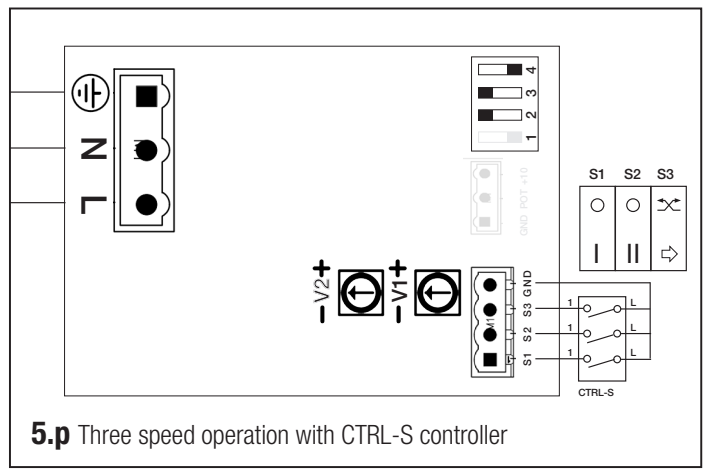 N
L
M
4
3
2
1
GND POT +10
S1 S2 S3
I II
- V2 +
- V1 +
M1
GND
S3
S2
S1
1 L
1 L
1 L
CTRL-S
5.p Three speed operation with CTRL-S controller